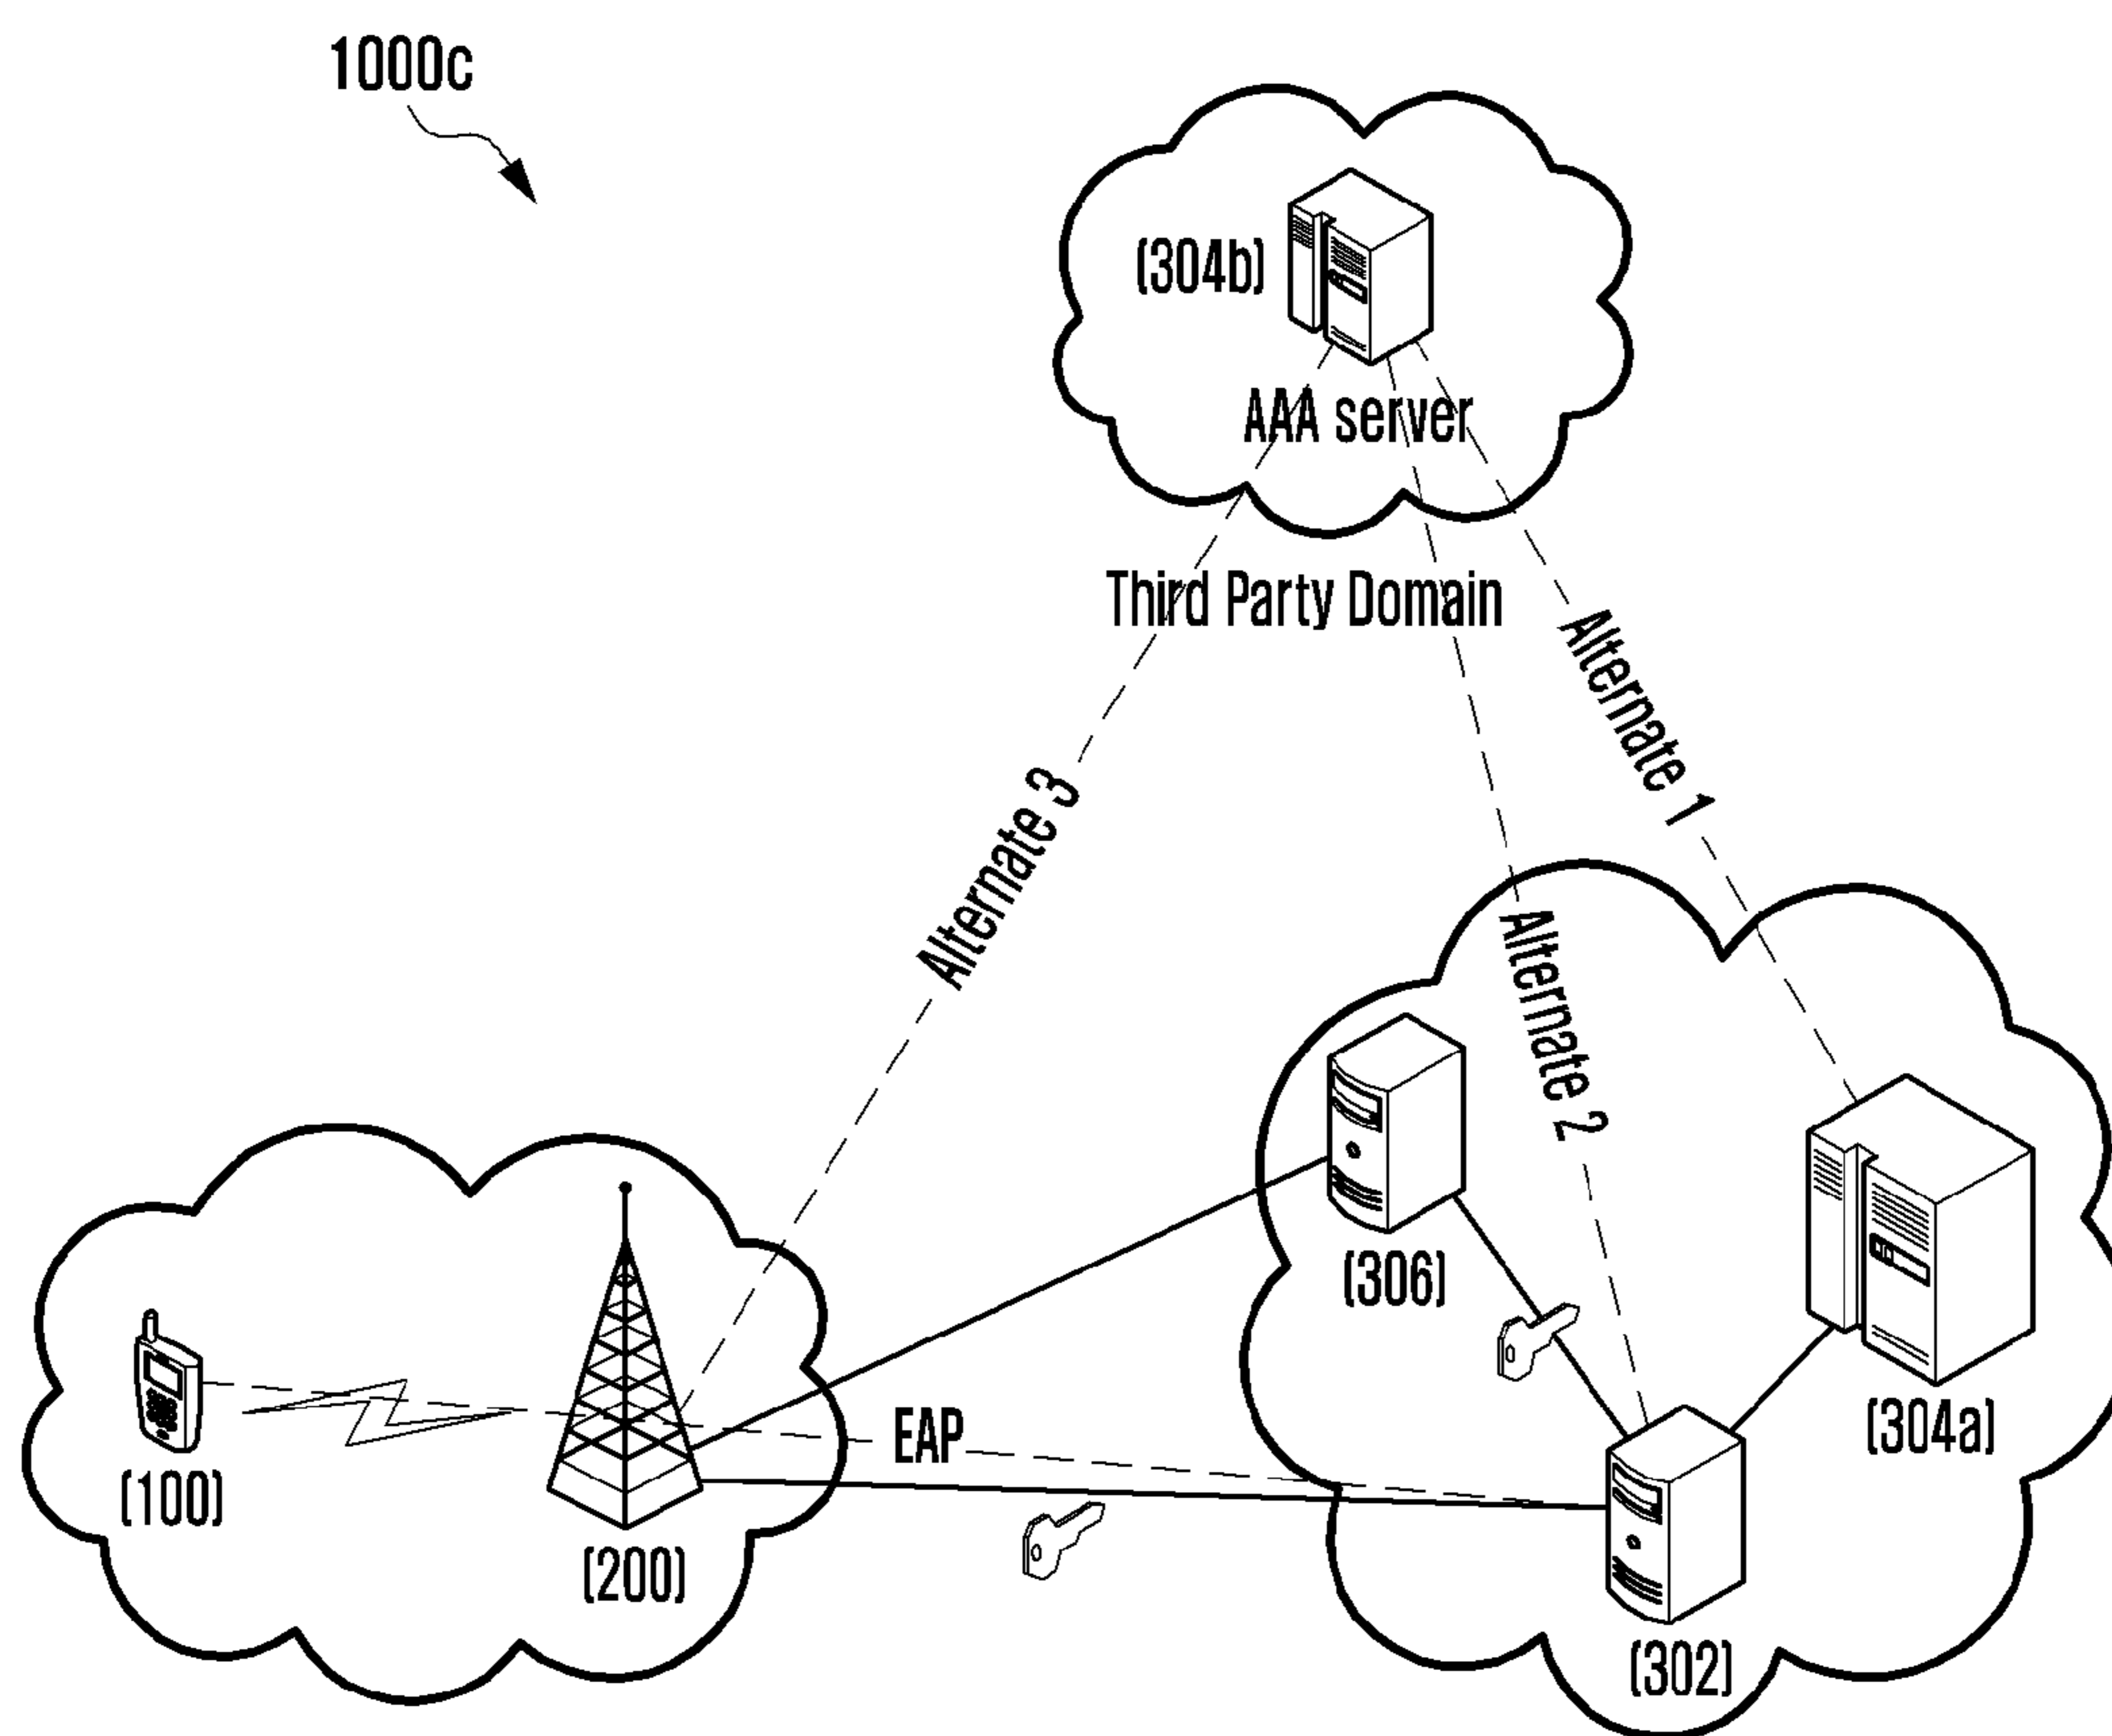 1000c
(304b)
AAA server
Third Party Domain
Alternate 1
Alternate 3
Alternate 2
(306)
EAP
(304a)
(100)
(200)
(302)